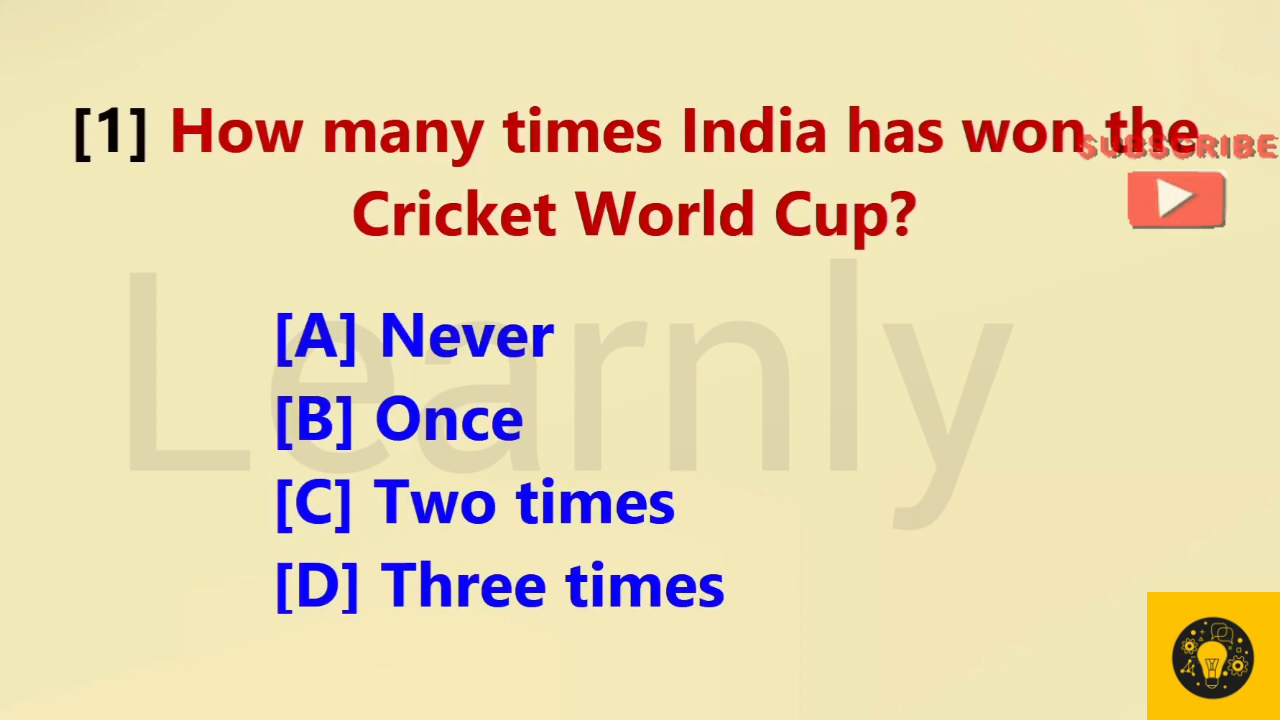 [1] How many times India has won the
SUBSCRIBE
Cricket World Cup?
Learnly
[A] Never
[B] Once
[C] Two times
[D] Three times